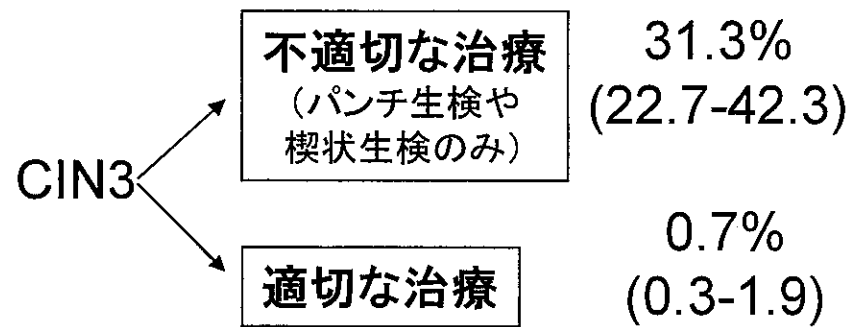 不適切な治療
(パンチ生検や
楔状生検のみ)
31.3%
(22.7-42.3)
CIN3
適切な治療
0.7%
(0.3-1.9)